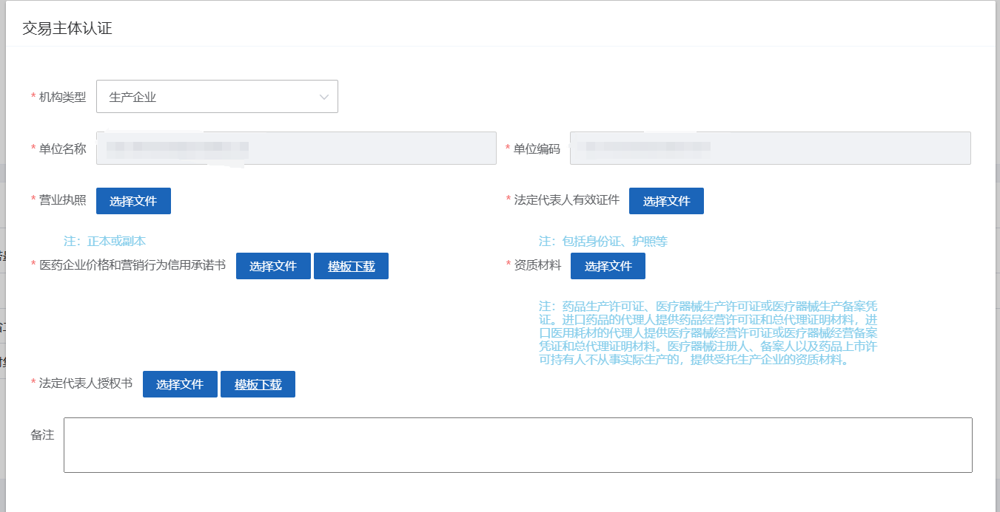 交易主体认证
* 机构类型 生产企业
* 单位名称 * 单位编码
* 营业执照 选择文件 * 法定代表人有效证件 选择文件
注：正本或副本 注：包括身份证、护照等
* 医药企业价格和营销行为信用承诺书 选择文件 模板下载 * 资质材料 选择文件
注：药品生产许可证、医疗器械生产许可证或医疗器械生产备案凭
证。进口药品的代理人提供药品经营许可证和总代理证明材料，进
口医用耗材的代理人提供医疗器械经营许可证或医疗器械经营备案
凭证和总代理证明材料。医疗器械注册人、备案人以及药品上市许
可持有人不从事实际生产的，提供受托生产企业的资质材料。
* 法定代表人授权书 选择文件 模板下载
备注